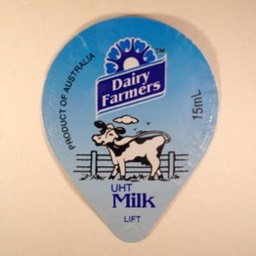 PRODUCT OF AUSTRALIA
TM
Dairy
Farmers
15mL
UHT
Milk
LIFT